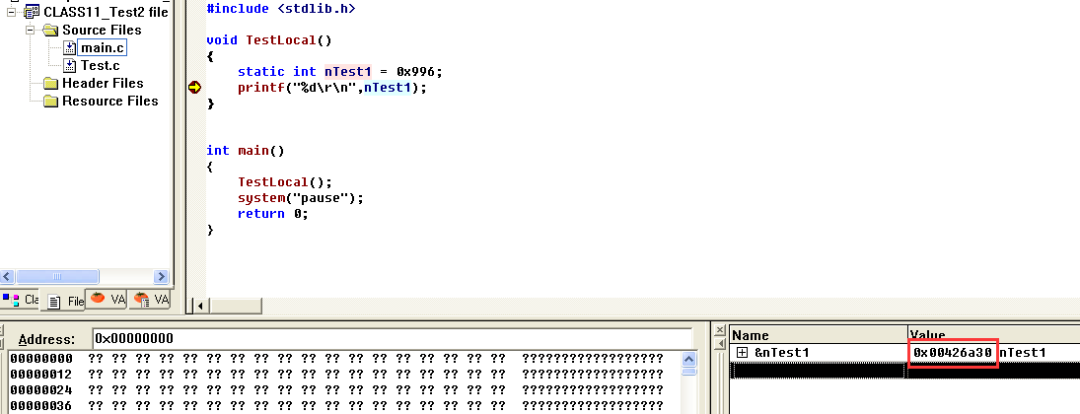 CLASS11_Test2 file
Source Files
main.c
Test.c
Header Files
Resource Files
Cla
File
VA
VA
#include <stdlib.h>
void TestLocal()
{
static int nTest1 = 0x996;
printf("%d\r\n",nTest1);
}
int main()
{
TestLocal();
system("pause");
return 0;
}
Address: 0x00000000
00000000 ?? ?? ?? ?? ?? ?? ?? ?? ?? ?? ?? ?? ?? ?? ?? ?? ?? ?? ??????????????????
00000012 ?? ?? ?? ?? ?? ?? ?? ?? ?? ?? ?? ?? ?? ?? ?? ?? ?? ?? ??????????????????
00000024 ?? ?? ?? ?? ?? ?? ?? ?? ?? ?? ?? ?? ?? ?? ?? ?? ?? ?? ??????????????????
00000036 ?? ?? ?? ?? ?? ?? ?? ?? ?? ?? ?? ?? ?? ?? ?? ?? ?? ?? ??????????????????
Name Value
&nTest1 0x00426a30 nTest1